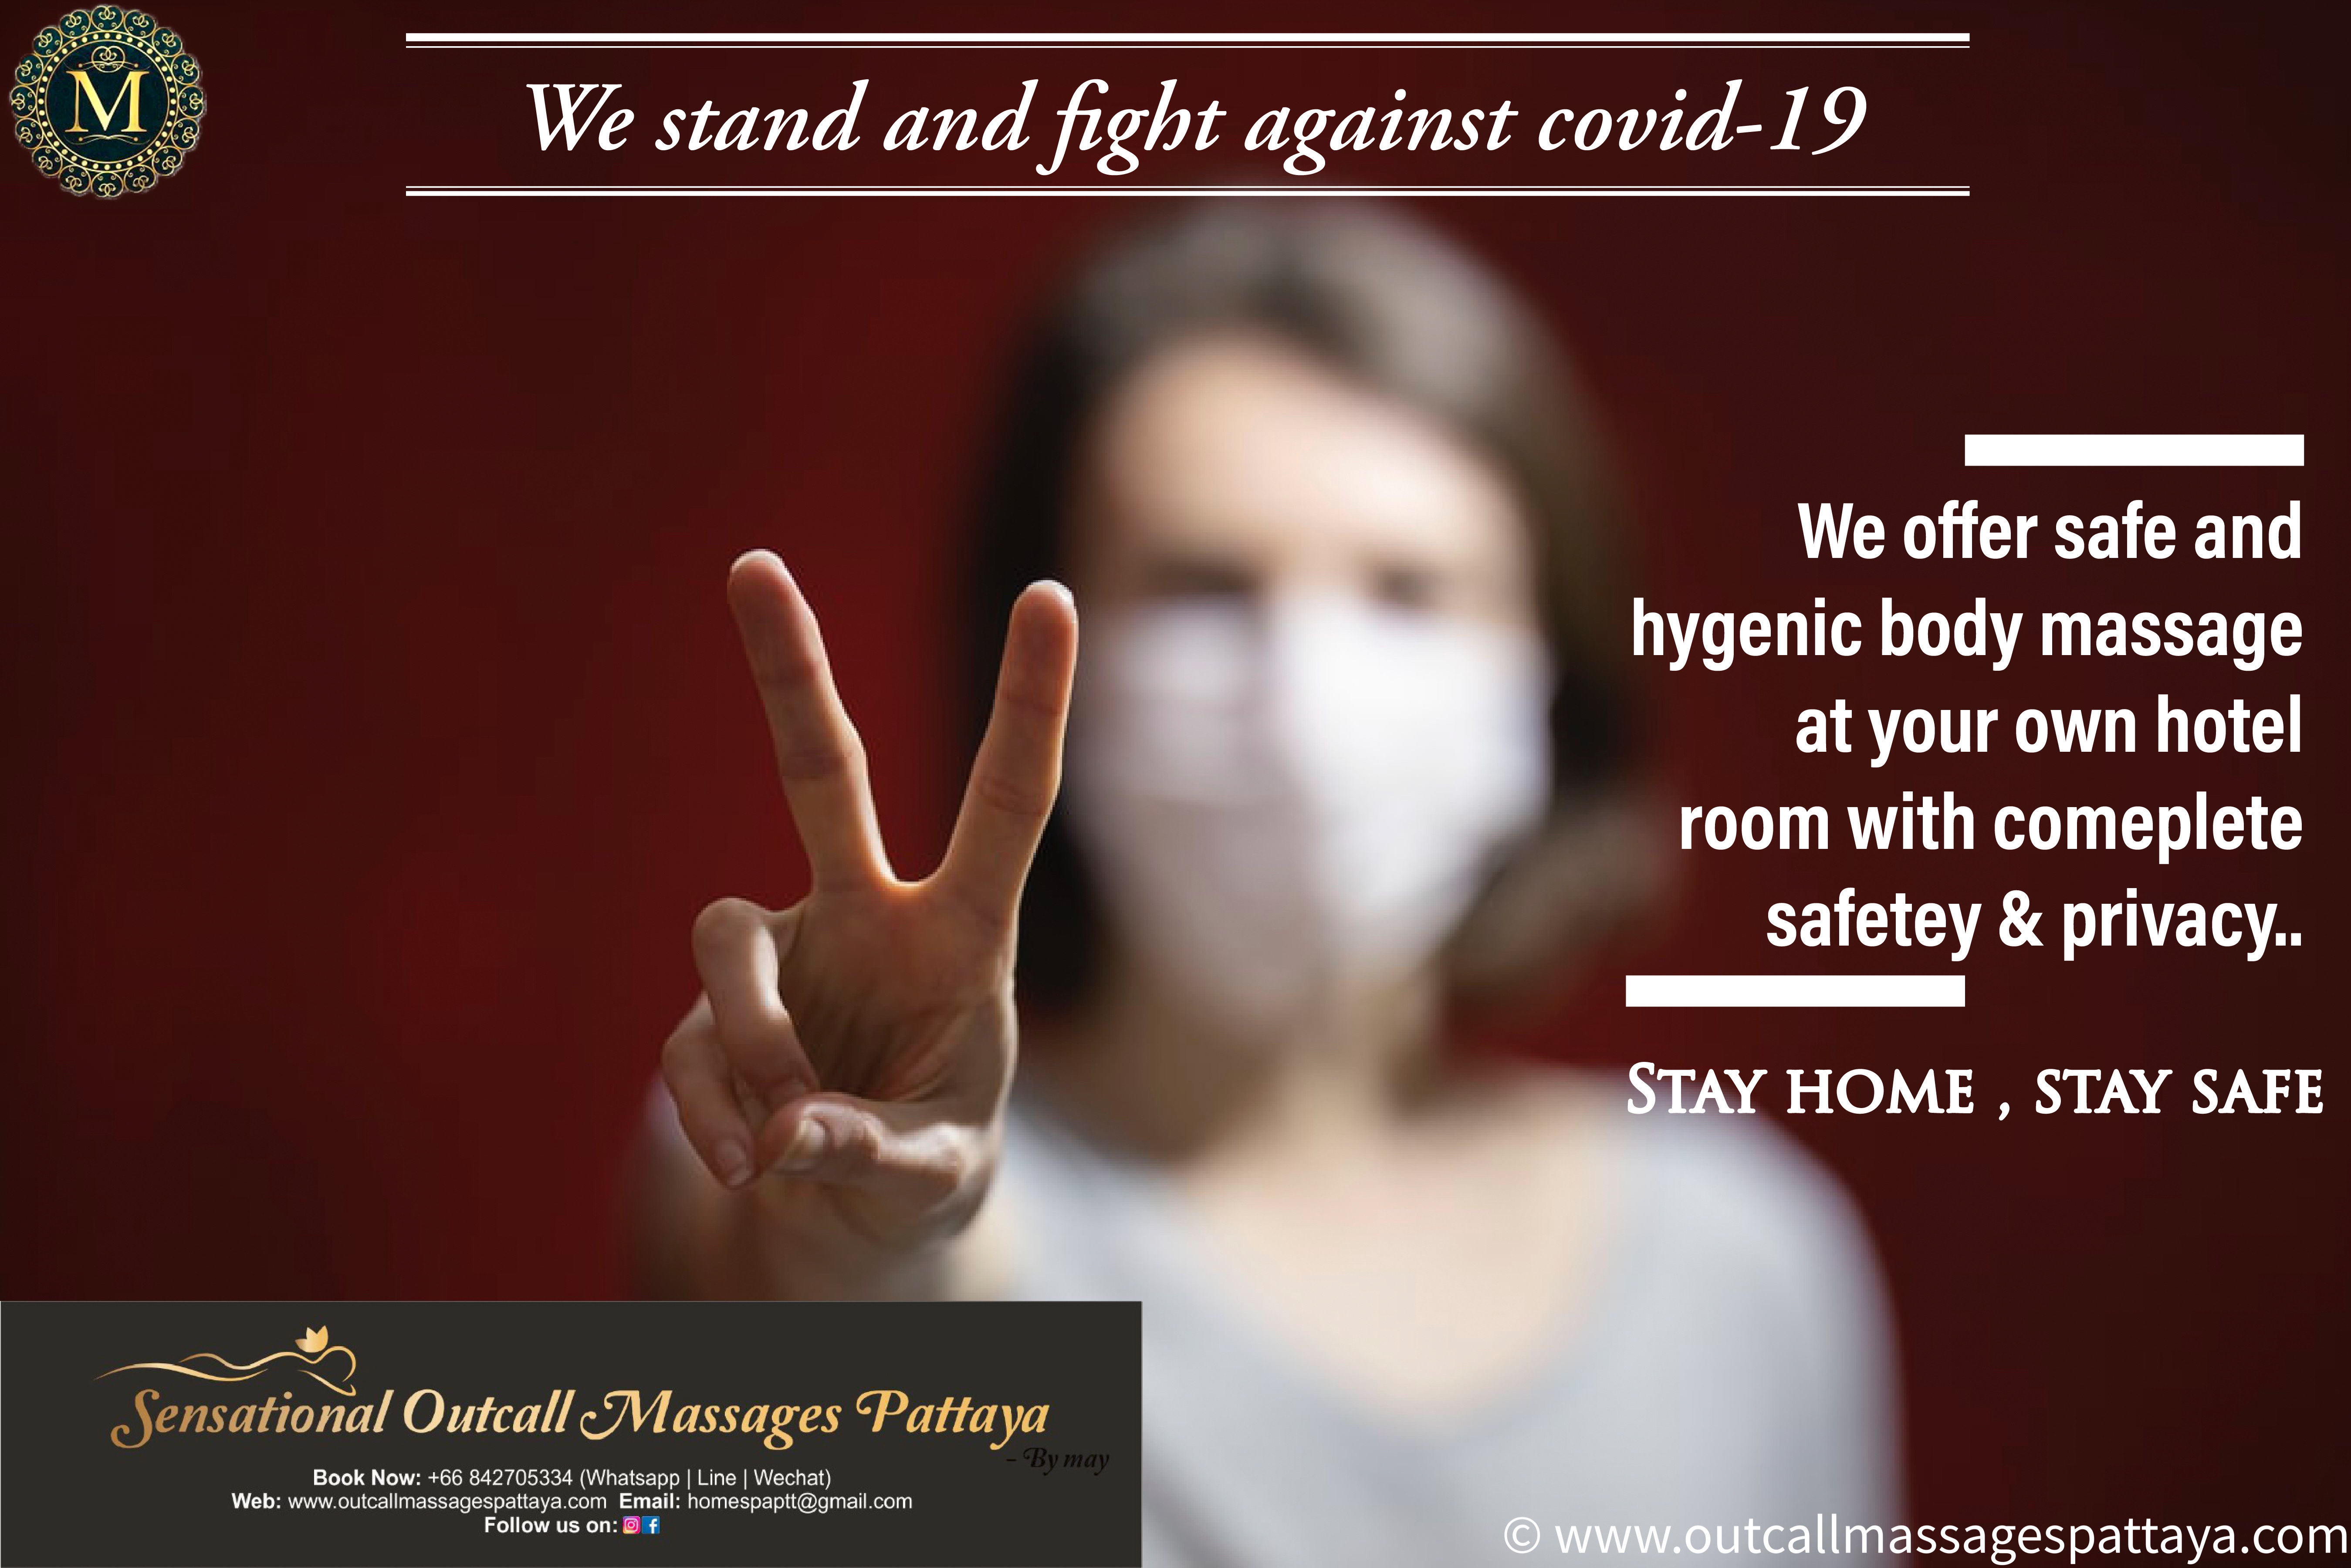 M
We stand and fight against covid-19
We offer safe and
hygenic body massage
at your own hotel
room with comeplete
safetey & privacy..
STAY HOME , STAY SAFE
Sensational Outcall Massages Pattaya
- By may
Book Now: +66 842705334 (Whatsapp | Line | Wechat)
Web: www.outcallmassagespattaya.com Email: homespaptt@gmail.com
Follow us on:
© www.outcallmassagespattaya.com